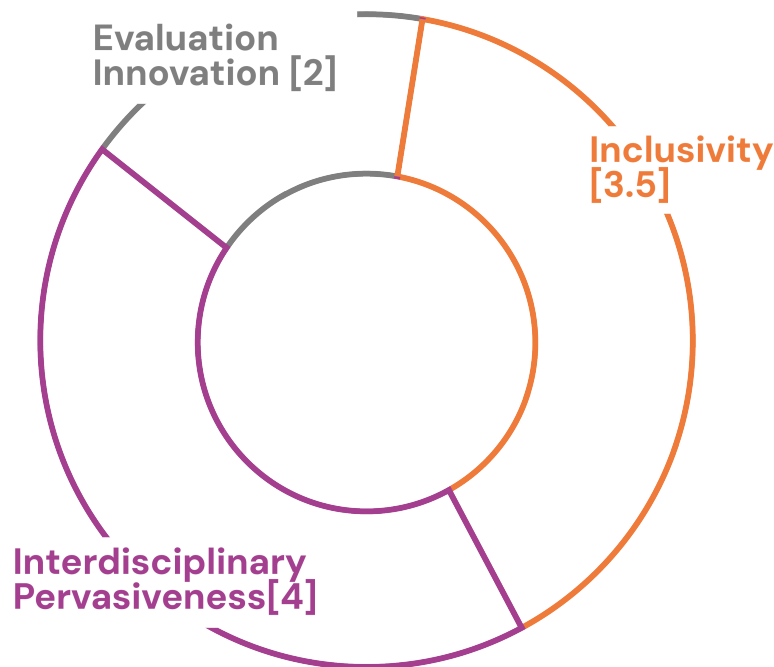 Evaluation
Innovation [2]
Inclusivity
[3.5]
Interdisciplinary
Pervasiveness[4]